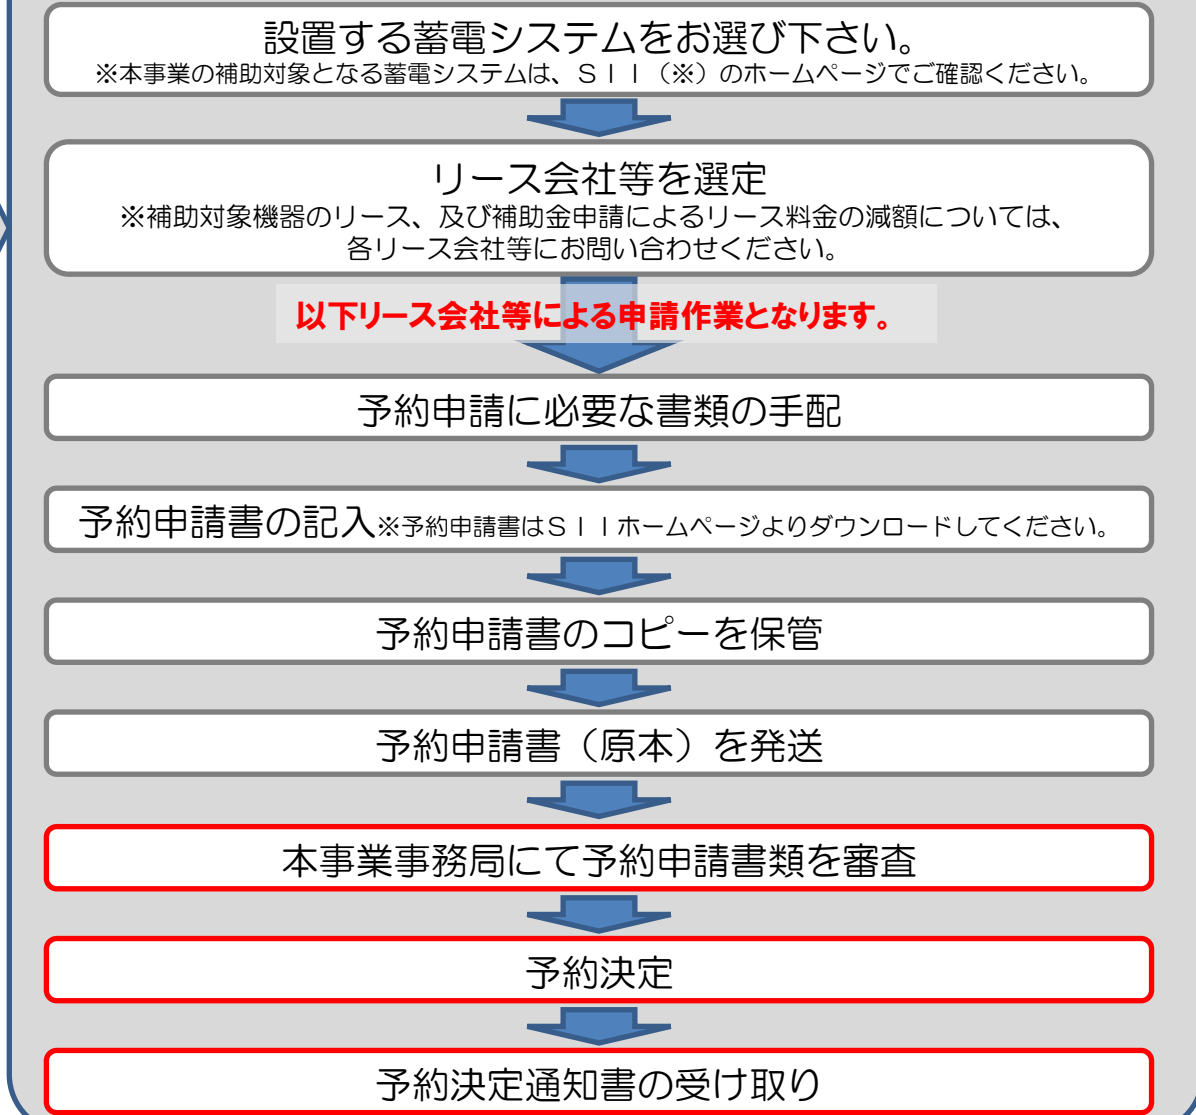 設置する蓄電システムをお選び下さい。
※本事業の補助対象となる蓄電システムは、ＳＩＩ（※）のホームページでご確認ください。
リース会社等を選定
※補助対象機器のリース、及び補助金申請によるリース料金の減額については、
各リース会社等にお問い合わせください。
以下リース会社等による申請作業となります。
予約申請に必要な書類の手配
予約申請書の記入※予約申請書はＳＩＩホームページよりダウンロードしてください。
予約申請書のコピーを保管
予約申請書（原本）を発送
本事業事務局にて予約申請書類を審査
予約決定
予約決定通知書の受け取り